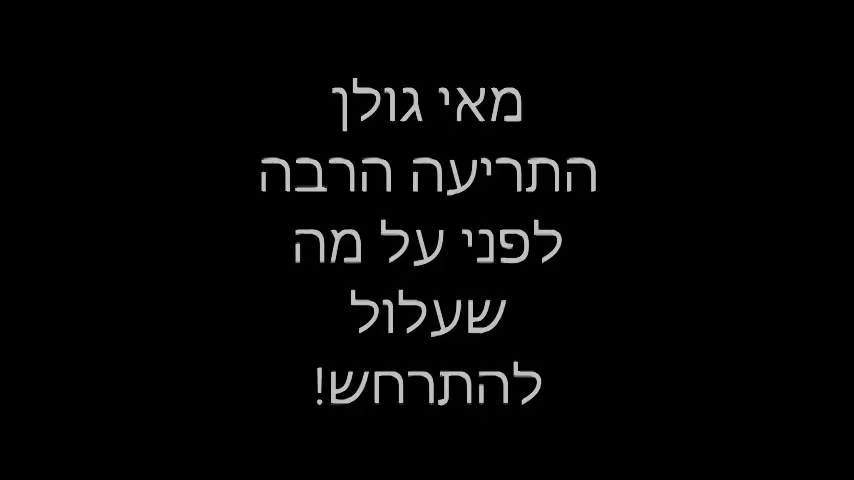 מאי גולן
התריעה הרבה
לפני על מה
שעלול
להתרחש!